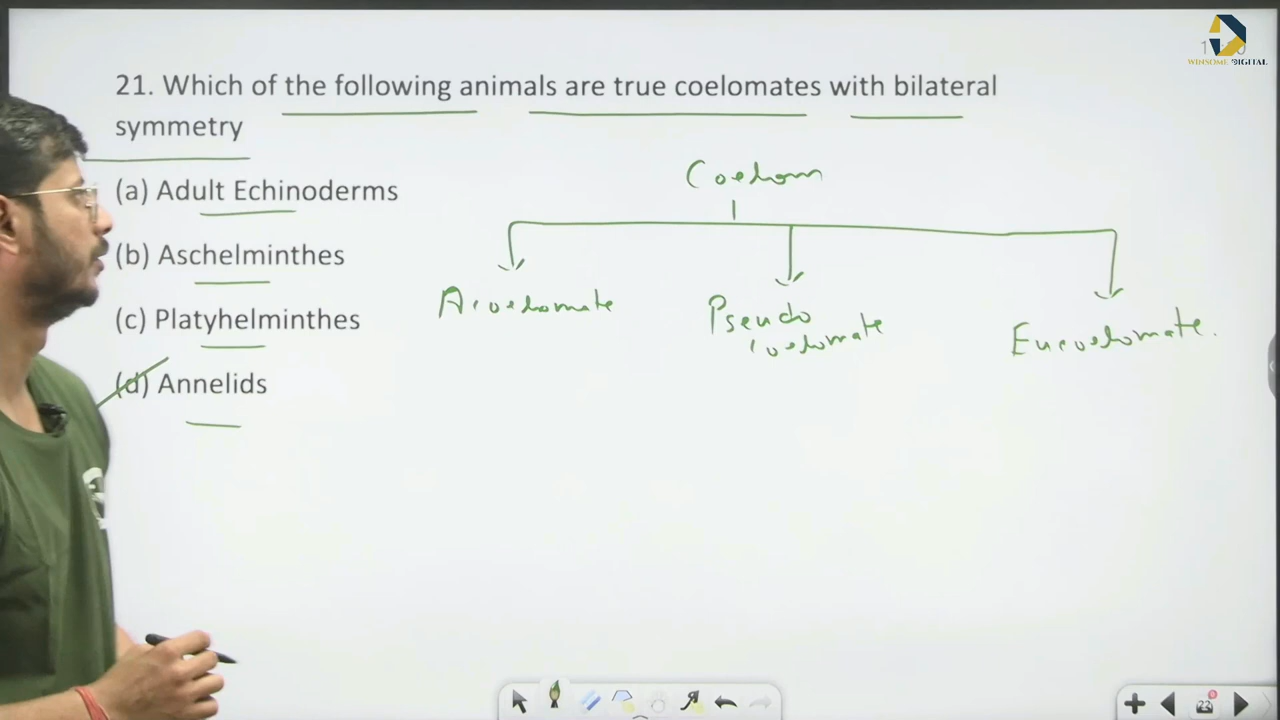 WINSOME DIGITAL
21. Which of the following animals are true coelomates with bilateral
symmetry
(a) Adult Echinoderms
(b) Aschelminthes
(c) Platyhelminthes
(d) Annelids
Coelom
Acoelomate
Pseudo
coelomate
Eucoelomate.
22